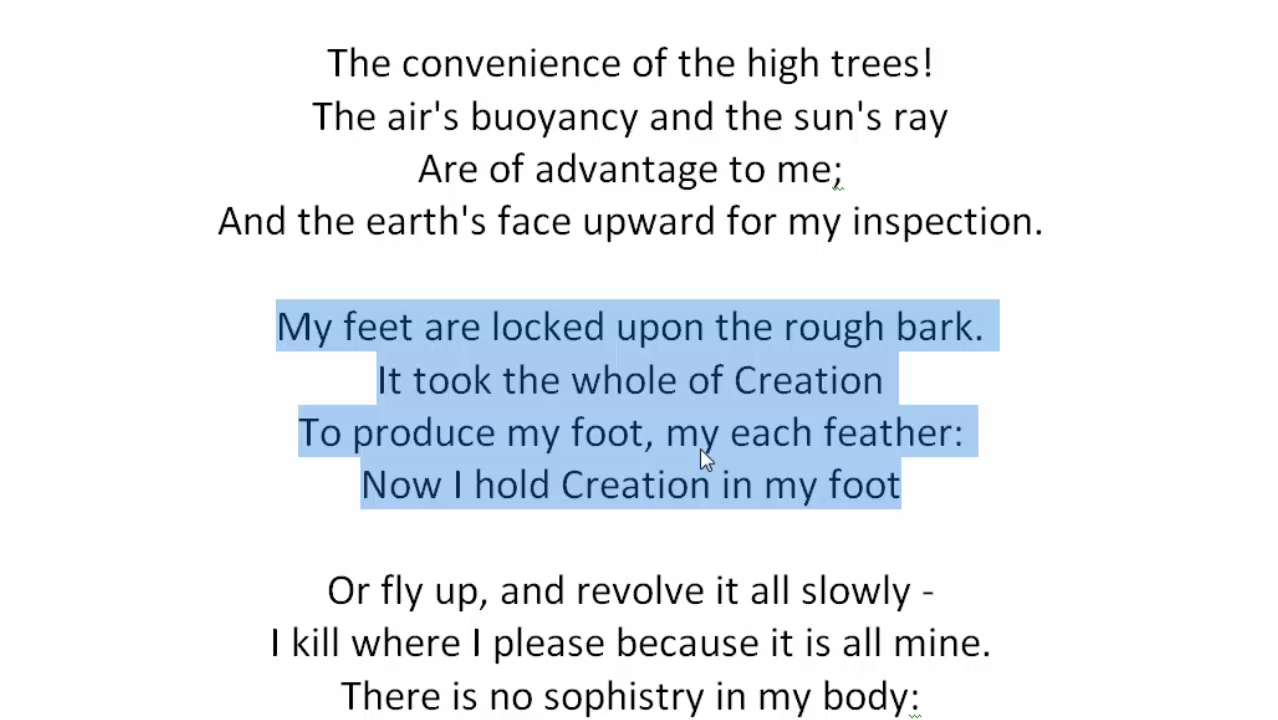 The convenience of the high trees!
The air's buoyancy and the sun's ray
Are of advantage to me;
And the earth's face upward for my inspection.
My feet are locked upon the rough bark.
It took the whole of Creation
To produce my foot, my each feather:
Now I hold Creation in my foot
Or fly up, and revolve it all slowly -
I kill where I please because it is all mine.
There is no sophistry in my body: